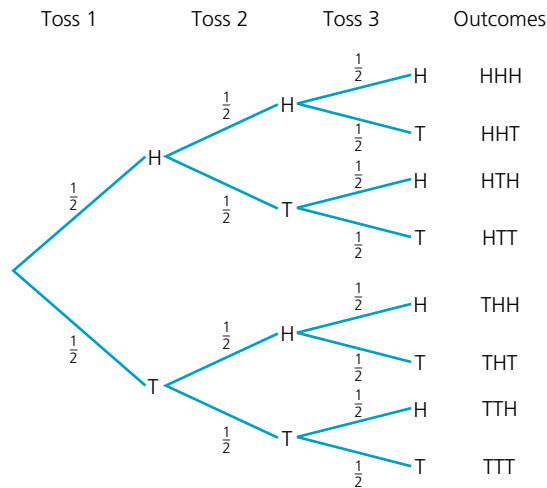 Toss 1 Toss 2 Toss 3 Outcomes
1/2 H HHH
1/2 H
1/2 T HHT
H
1/2 1/2 H HTH
1/2 T
1/2 T HTT
1/2 H THH
1/2 H
1/2 1/2 T THT
T
1/2 H TTH
1/2 T
1/2 T TTT